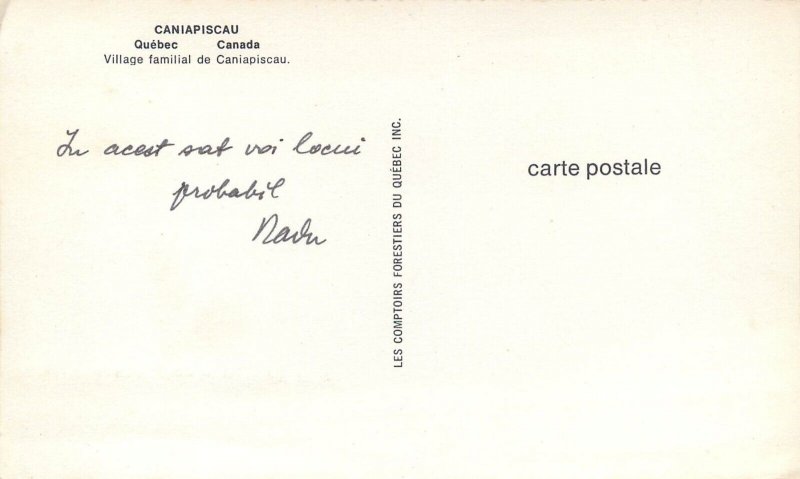 CANIAPISCAU
Québec Canada
Village familial de Caniapiscau.
In acest sat voi locui
probabil
Radu
LES COMPTOIRS FORESTIERS DU QUÉBEC INC.
carte postale